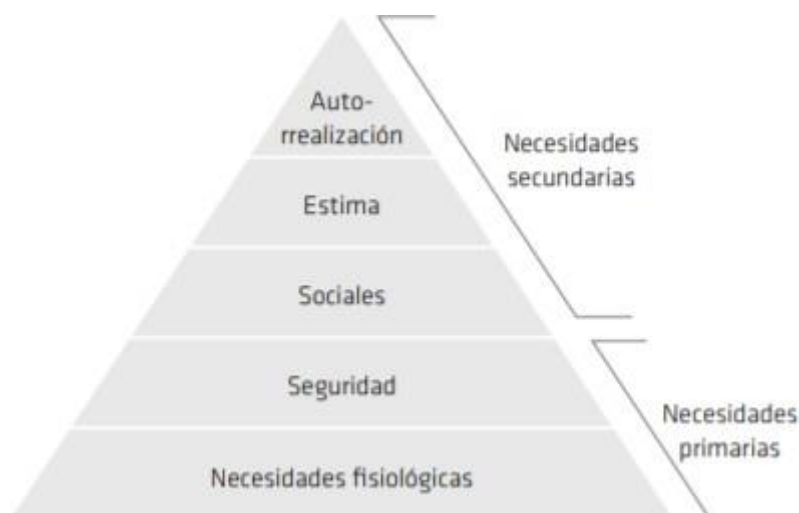 Auto-
rrealización
Necesidades
secundarias
Estima
Sociales
Seguridad
Necesidades
primarias
Necesidades fisiológicas